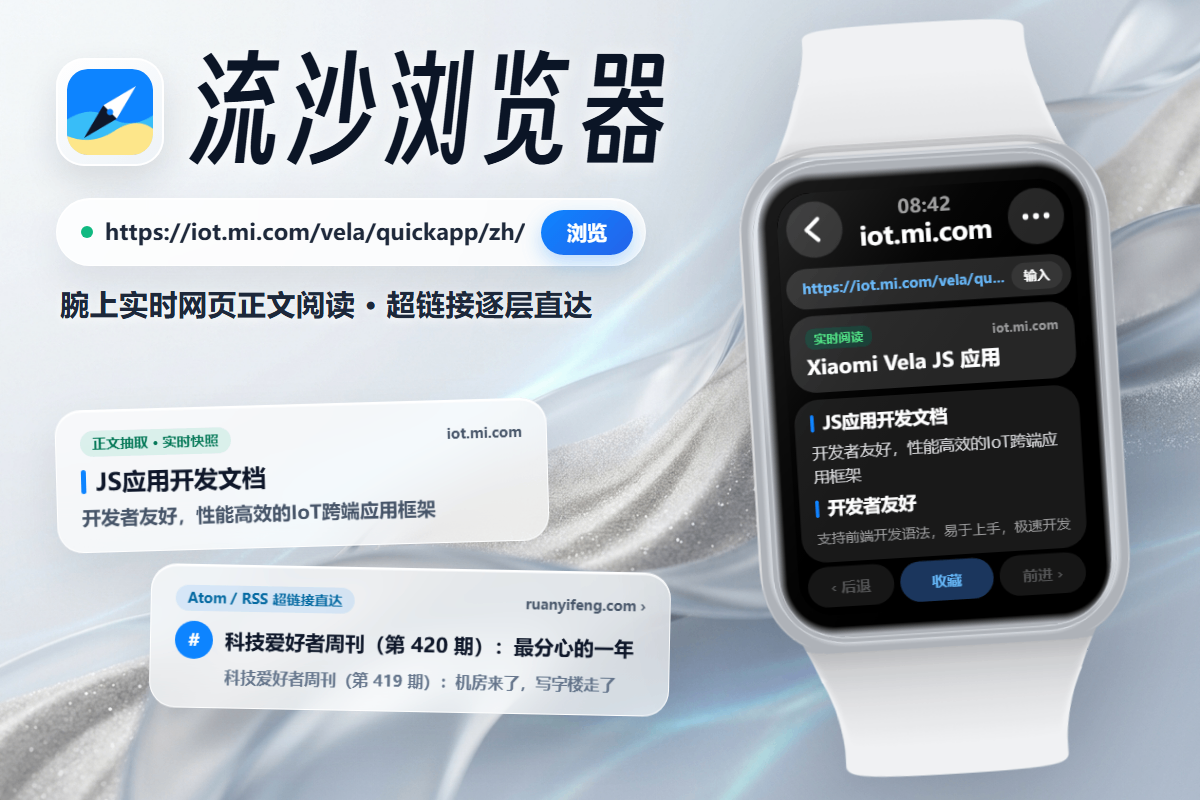 流沙浏览器
https://iot.mi.com/vela/quickapp/zh/ 浏览
腕上实时网页正文阅读 • 超链接逐层直达
正文抽取 • 实时快照 iot.mi.com
JS应用开发文档
开发者友好，性能高效的IoT跨端应用框架
Atom / RSS 超链接直达 ruanyifeng.com ›
# 科技爱好者周刊（第 420 期）：最分心的一年
科技爱好者周刊（第 419 期）：机房来了，写字楼走了
08:42
iot.mi.com
https://iot.mi.com/vela/qu... 输入
实时阅读 iot.mi.com
Xiaomi Vela JS 应用
JS应用开发文档
开发者友好，性能高效的IoT跨端应
用框架
开发者友好
支持前端开发语法，易于上手，极速开发
‹ 后退 收藏 前进 ›